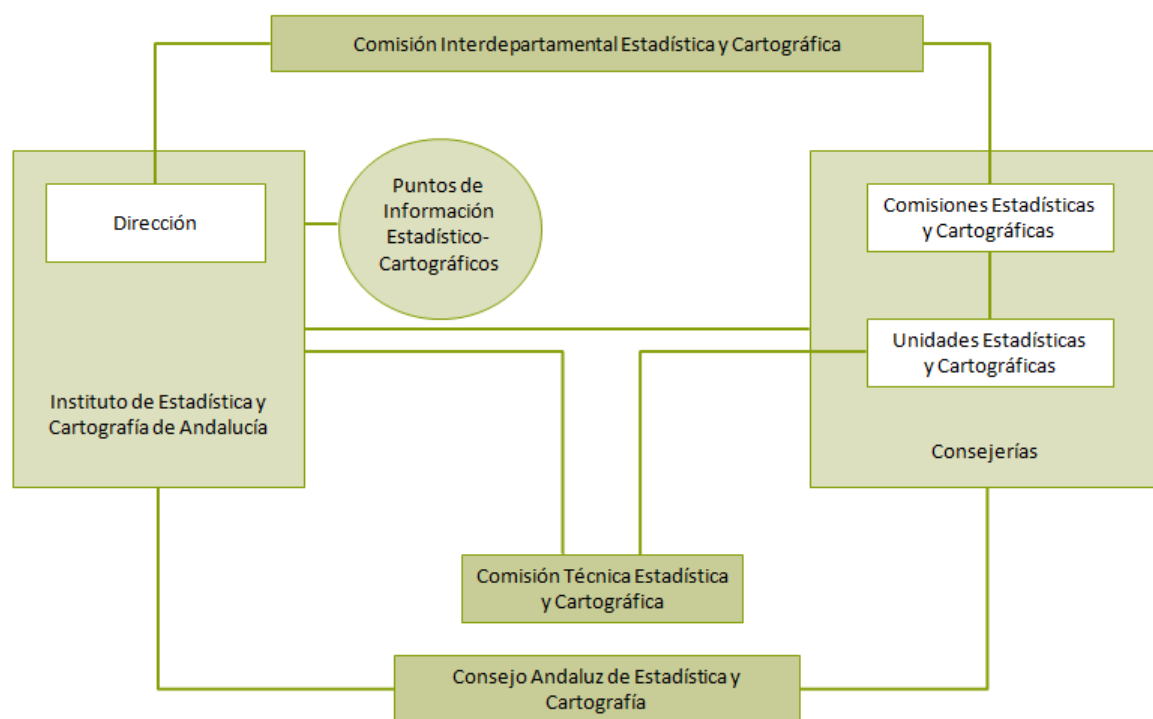 Comisión Interdepartamental Estadística y Cartográfica
Dirección
Puntos de
Información
Estadístico-
Cartográficos
Comisiones Estadísticas
y Cartográficas
Unidades Estadísticas
y Cartográficas
Instituto de Estadística y
Cartografía de Andalucía
Consejerías
Comisión Técnica Estadística
y Cartográfica
Consejo Andaluz de Estadística y
Cartografía